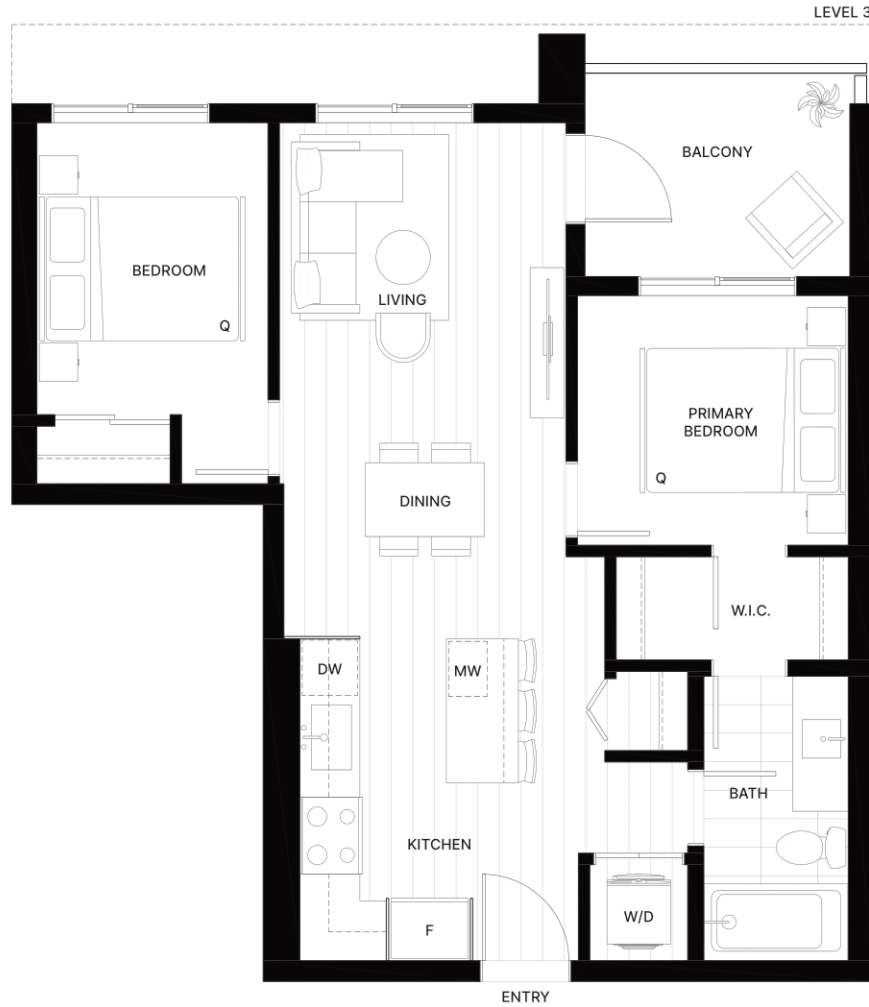 LEVEL 3
BALCONY
BEDROOM
Q
LIVING
PRIMARY
BEDROOM
Q
DINING
W.I.C.
DW
MW
BATH
KITCHEN
W/D
F
ENTRY